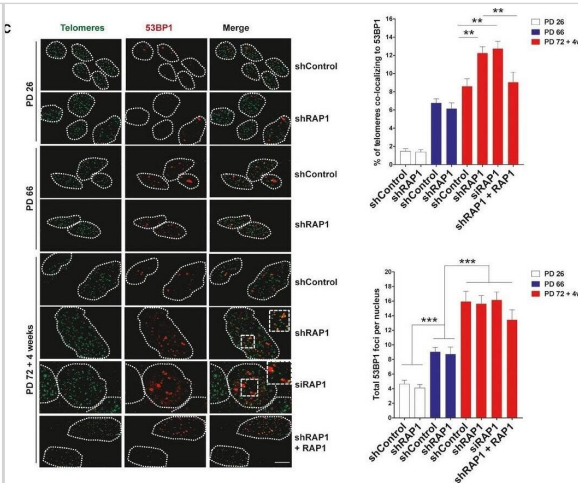 C
Telomeres 53BP1 Merge
PD 26
shControl
shRAP1
PD 66
shControl
shRAP1
PD 72 + 4 weeks
shControl
shRAP1
siRAP1
shRAP1
+ RAP1
% of telomeres co-localizing to 53BP1
16
14
12
10
8
6
4
2
0
** ** **
PD 26
PD 66
PD 72 + 4w
shControl
shRAP1
shControl
shRAP1
shControl
shRAP1
siRAP1
shRAP1 + RAP1
Total 53BP1 foci per nucleus
20
18
16
14
12
10
8
6
4
2
0
***
***
PD 26
PD 66
PD 72 + 4w
shControl
shRAP1
shControl
shRAP1
shControl
shRAP1
siRAP1
shRAP1 + RAP1